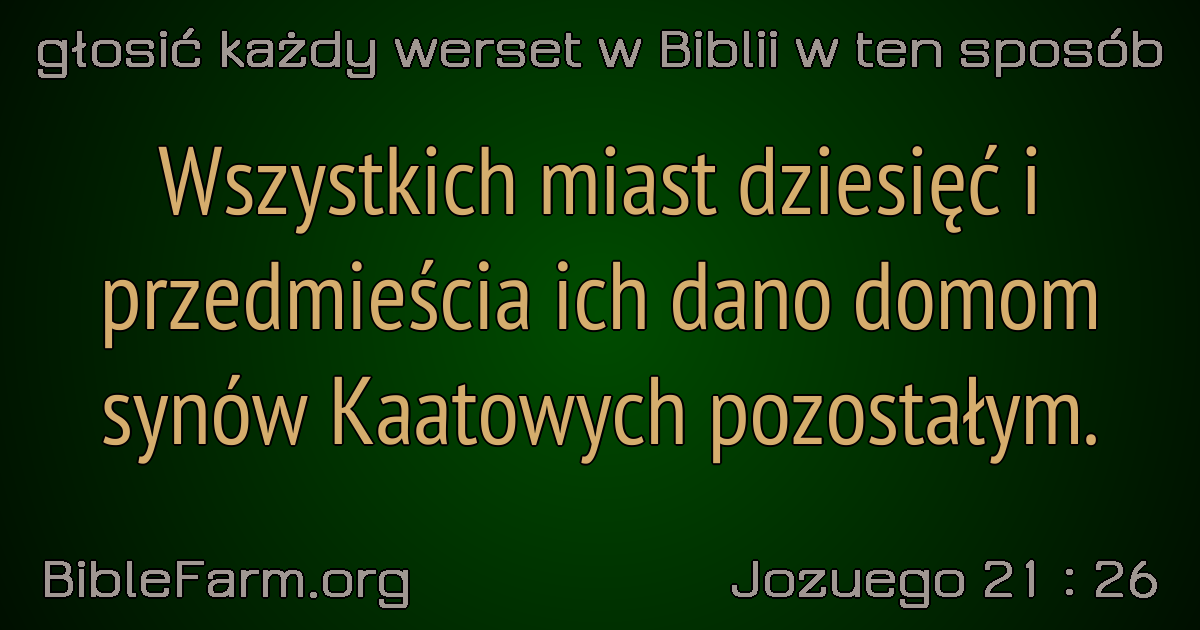 głosić każdy werset w Biblii w ten sposób
Wszystkich miast dziesięć i
przedmieścia ich dano domom
synów Kaatowych pozostałym.
BibleFarm.org
Jozuego 21 : 26